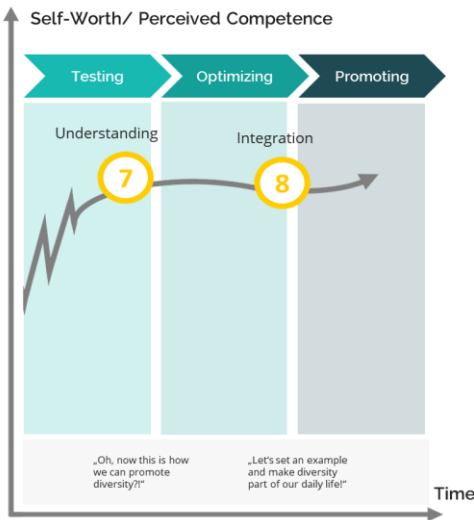 Self-Worth/ Perceived Competence
Testing
Optimizing
Promoting
Understanding
Integration
7
8
„Oh, now this is how
we can promote
diversity?!“
„Let’s set an example
and make diversity
part of our daily life!“
Time